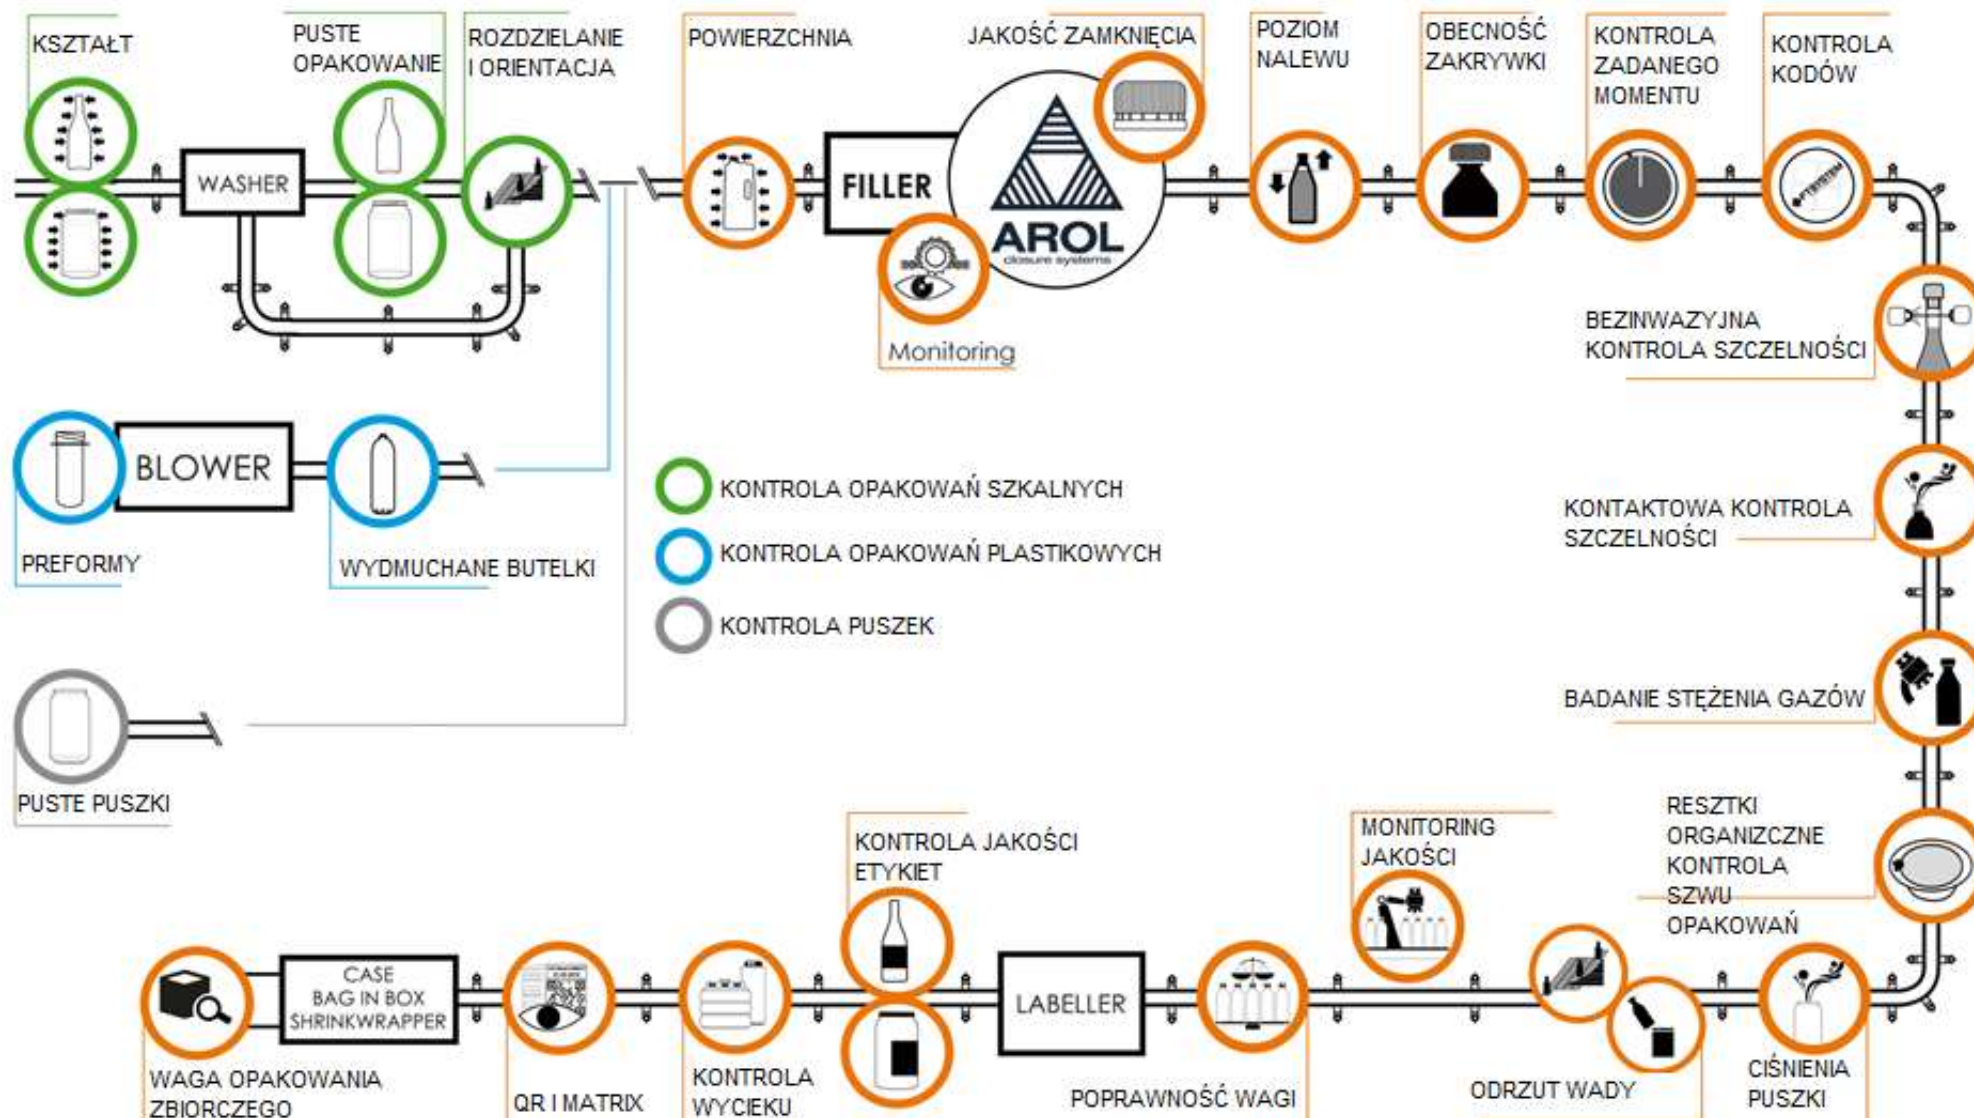 KSZTAŁT
PUSTE
OPAKOWANIE
ROZDZIELANIE
I ORIENTACJA
POWIERZCHNIA
JAKOŚĆ ZAMKNIĘCIA
POZIOM
NALEWU
OBECNOŚĆ
ZAKRYWKI
KONTROLA
ZADANEGO
MOMENTU
KONTROLA
KODÓW
WASHER
FILLER
AROL
closure systems
FTSYSTEM
Monitoring
BEZINWAZYJNA
KONTROLA SZCZELNOŚCI
BLOWER
PREFORMY
WYDMUCHANE BUTELKI
KONTROLA OPAKOWAŃ SZKALNYCH
KONTROLA OPAKOWAŃ PLASTIKOWYCH
KONTROLA PUSZEK
KONTAKTOWA KONTROLA
SZCZELNOŚCI
BADANIE STĘŻENIA GAZÓW
PUSTE PUSZKI
RESZTKI
ORGANIZCZNE
KONTROLA
SZWU
OPAKOWAŃ
MONITORING
JAKOŚCI
KONTROLA JAKOŚCI
ETYKIET
CASE
BAG IN BOX
SHRINKWRAPPER
LABELLER
WAGA OPAKOWANIA
ZBIORCZEGO
QR I MATRIX
KONTROLA
WYCIEKU
POPRAWNOŚĆ WAGI
ODRZUT WADY
CIŚNIENIA
PUSZKI